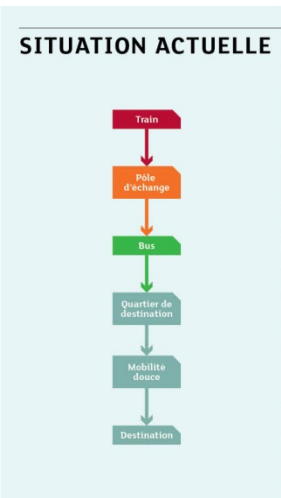 SITUATION ACTUELLE
Train
Pôle
d'échange
Bus
Quartier de
destination
Mobilité
douce
Destination